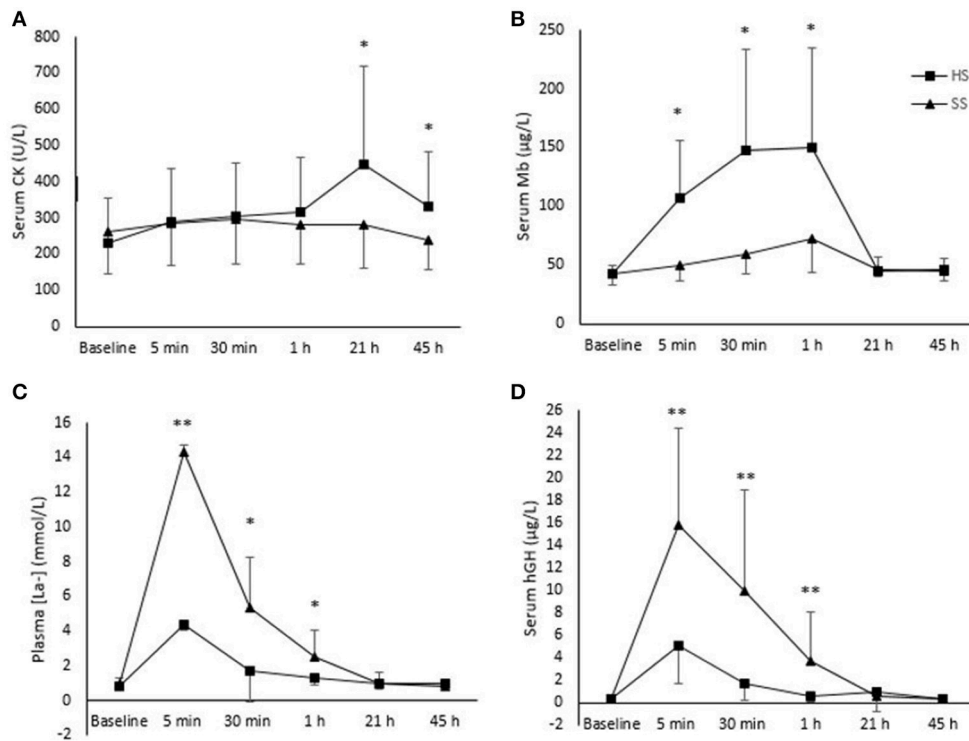 A
Serum CK (U/L)
800
700
600
500
400
300
200
100
0
* *
Baseline 5 min 30 min 1 h 21 h 45 h
B
Serum Mb (µg/L)
250
200
150
100
50
0
* * *
HS
SS
Baseline 5 min 30 min 1 h 21 h 45 h
C
Plasma [La-] (mmol/L)
16
14
12
10
8
6
4
2
0
-2
** * *
Baseline 5 min 30 min 1 h 21 h 45 h
D
Serum hGH (µg/L)
26
24
22
20
18
16
14
12
10
8
6
4
2
0
-2
** ** **
Baseline 5 min 30 min 1 h 21 h 45 h